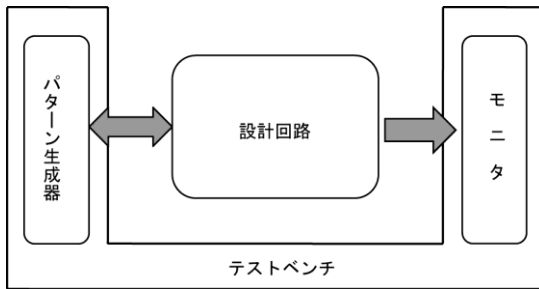 パターン生成器
設計回路
モニタ
テストベンチ